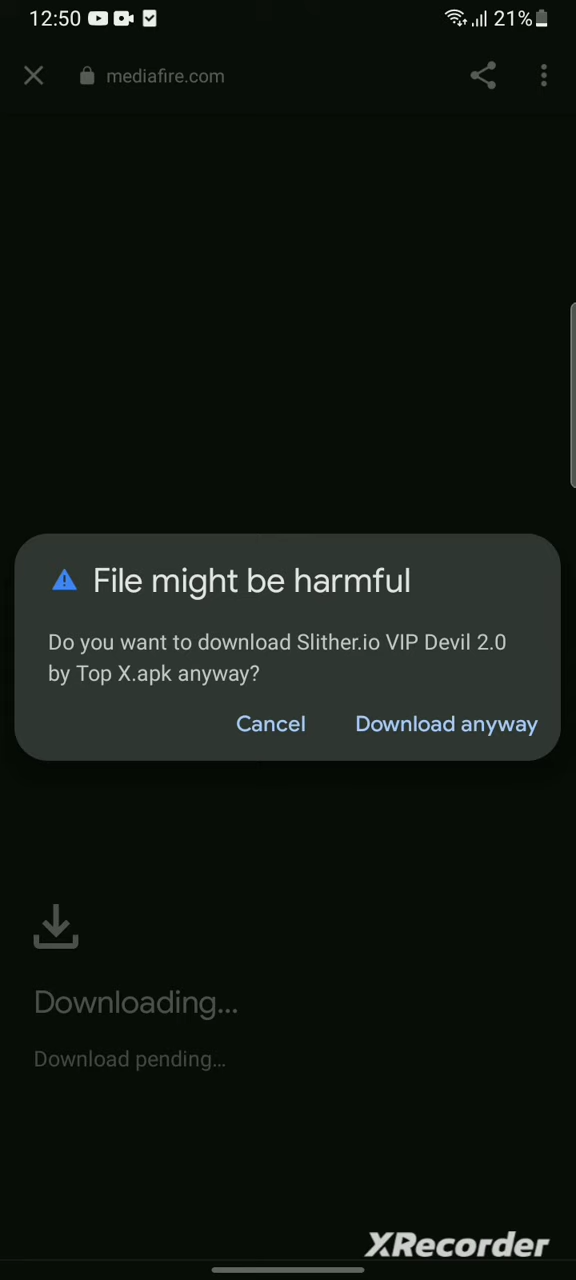 12:50
21%
mediafire.com
File might be harmful
Do you want to download Slither.io VIP Devil 2.0
by Top X.apk anyway?
Cancel Download anyway
Downloading...
Download pending...
XRecorder